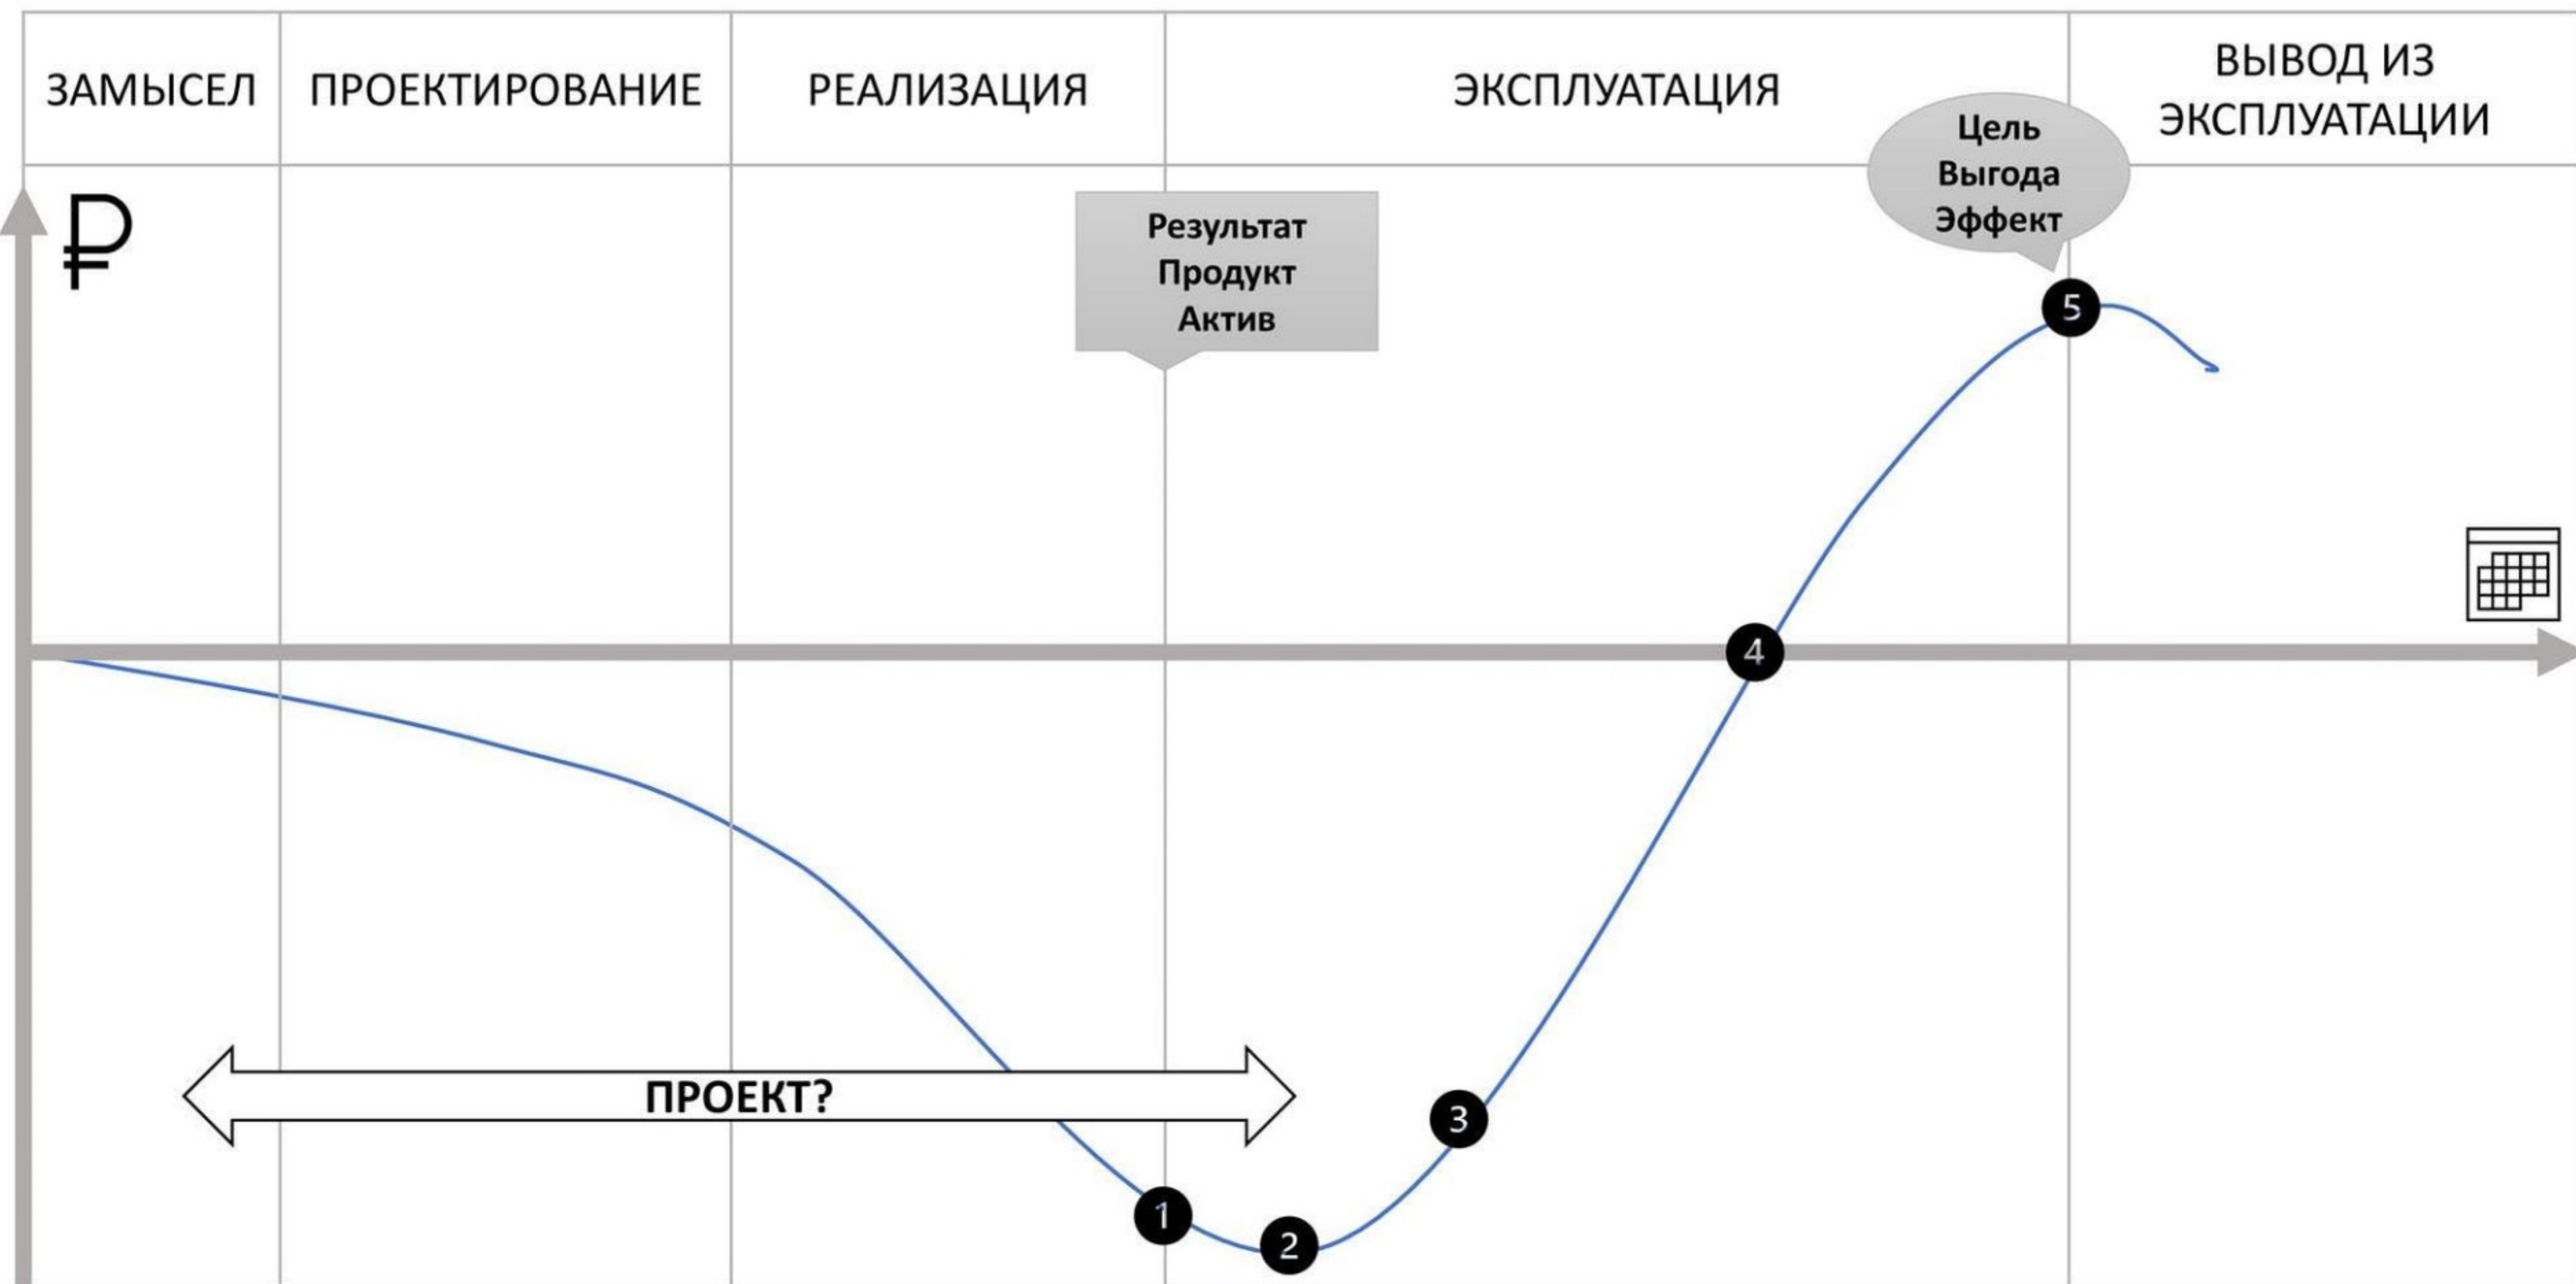 ЗАМЫСЕЛ
ПРОЕКТИРОВАНИЕ
РЕАЛИЗАЦИЯ
ЭКСПЛУАТАЦИЯ
ВЫВОД ИЗ
ЭКСПЛУАТАЦИИ
Цель
Выгода
Эффект
₽
Результат
Продукт
Актив
5
4
ПРОЕКТ?
3
1
2